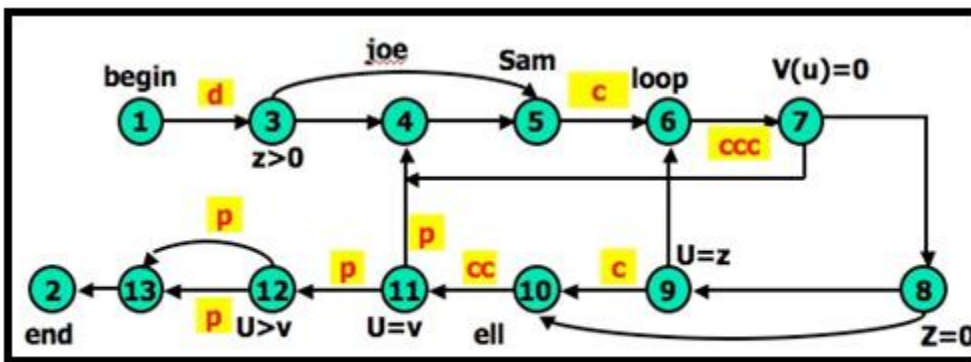 joe
begin Sam loop V(u)=0
d c
1 3 4 5 6 7
z>0 ccc
p p
p cc c U=z
2 13 12 11 10 9 8
p
end U>v U=v ell Z=0